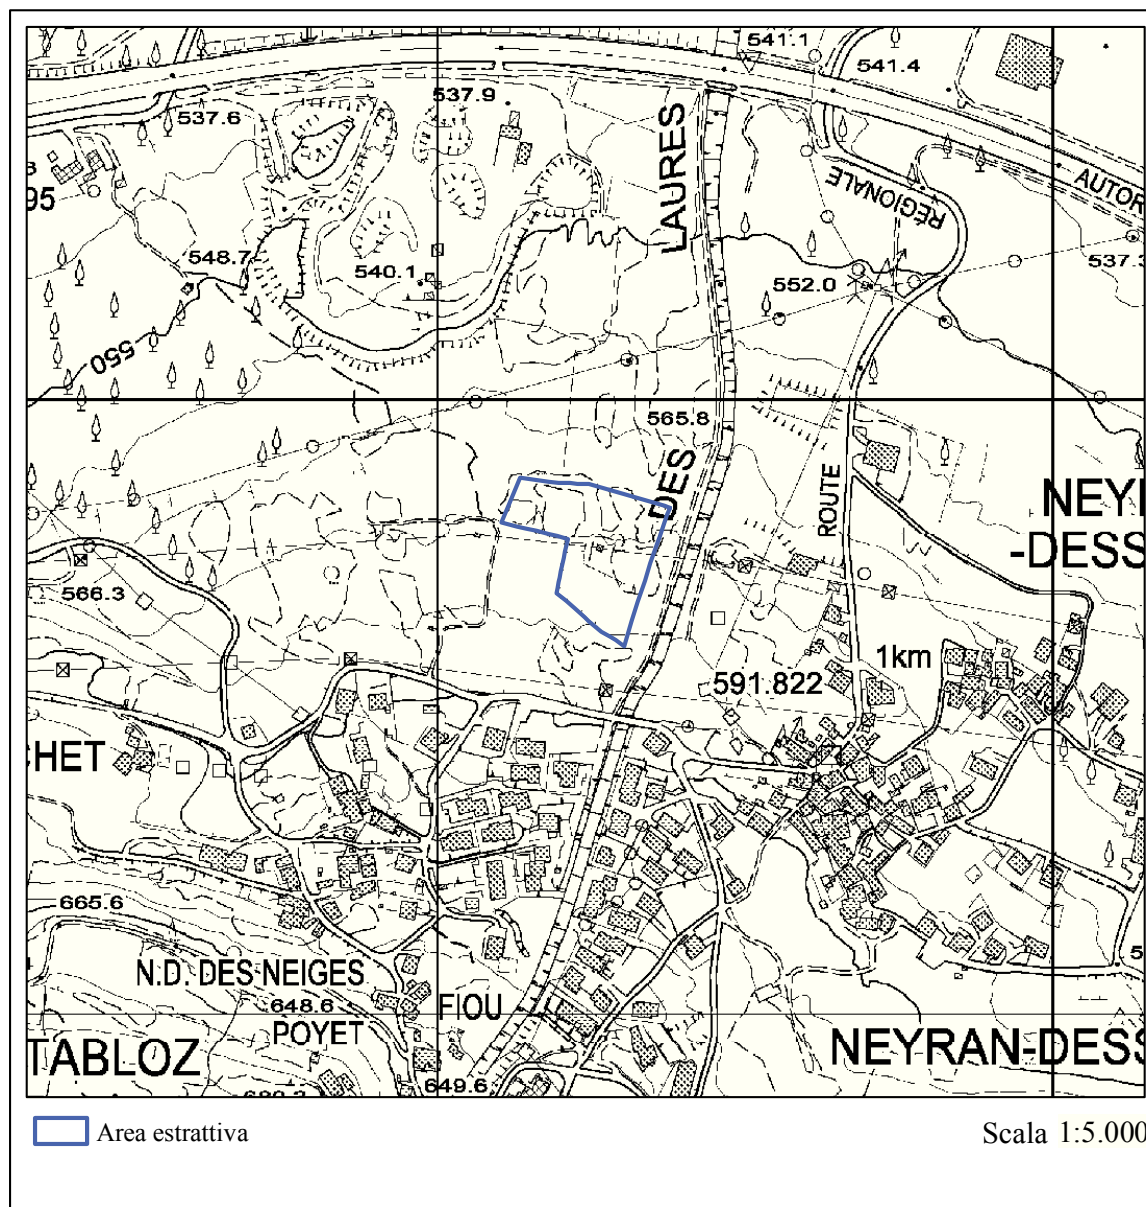 541.1
541.4
537.9
537.6
LAURES
RÉGIONALE
AUTOR
95
548.7
540.1
552.0
537.3
550
565.8
DES
ROUTE
NEY
-DESS
566.3
1km
591.822
CHET
665.6
N.D. DES NEIGES
648.6
POYET
FIOU
TABLOZ
NEYRAN-DESS
649.6
Area estrattiva
Scala 1:5.000